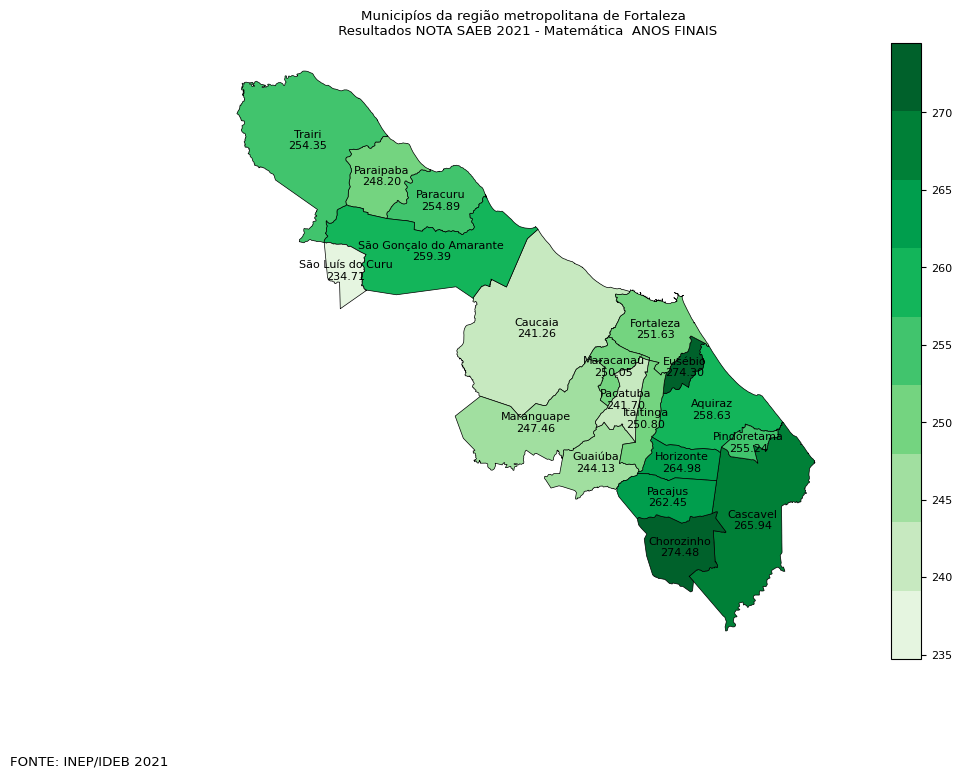 Municipíos da região metropolitana de Fortaleza
Resultados NOTA SAEB 2021 - Matemática  ANOS FINAIS
Trairi
254.35
Paraipaba
248.20
Paracuru
254.89
São Gonçalo do Amarante
259.39
São Luís do Curu
234.71
Caucaia
241.26
Fortaleza
251.63
Maracanaú
250.05
Eusébio
274.30
Pacatuba
241.70
Itaitinga
250.80
Aquiraz
258.63
Maranguape
247.46
Pindoretama
255.24
Guaiúba
244.13
Horizonte
264.98
Pacajus
262.45
Cascavel
265.94
Chorozinho
274.48
270
265
260
255
250
245
240
235
FONTE: INEP/IDEB 2021